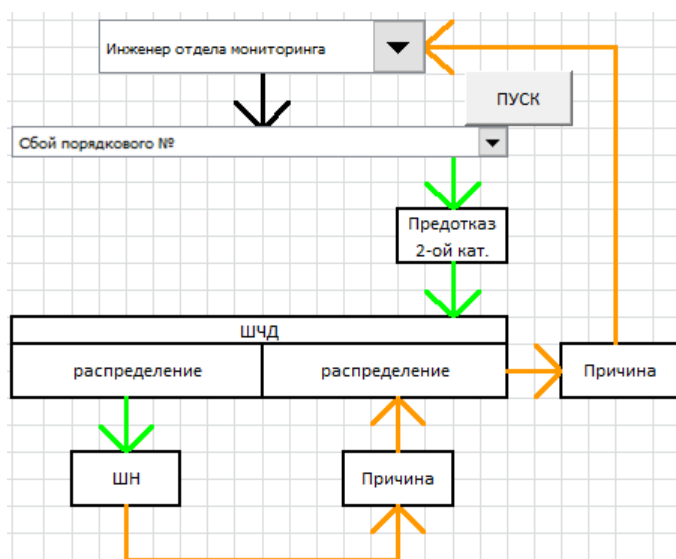 Инженер отдела мониторинга
ПУСК
Сбой порядкового №
Предотказ
2-ой кат.
ШЧД
распределение
распределение
Причина
ШН
Причина